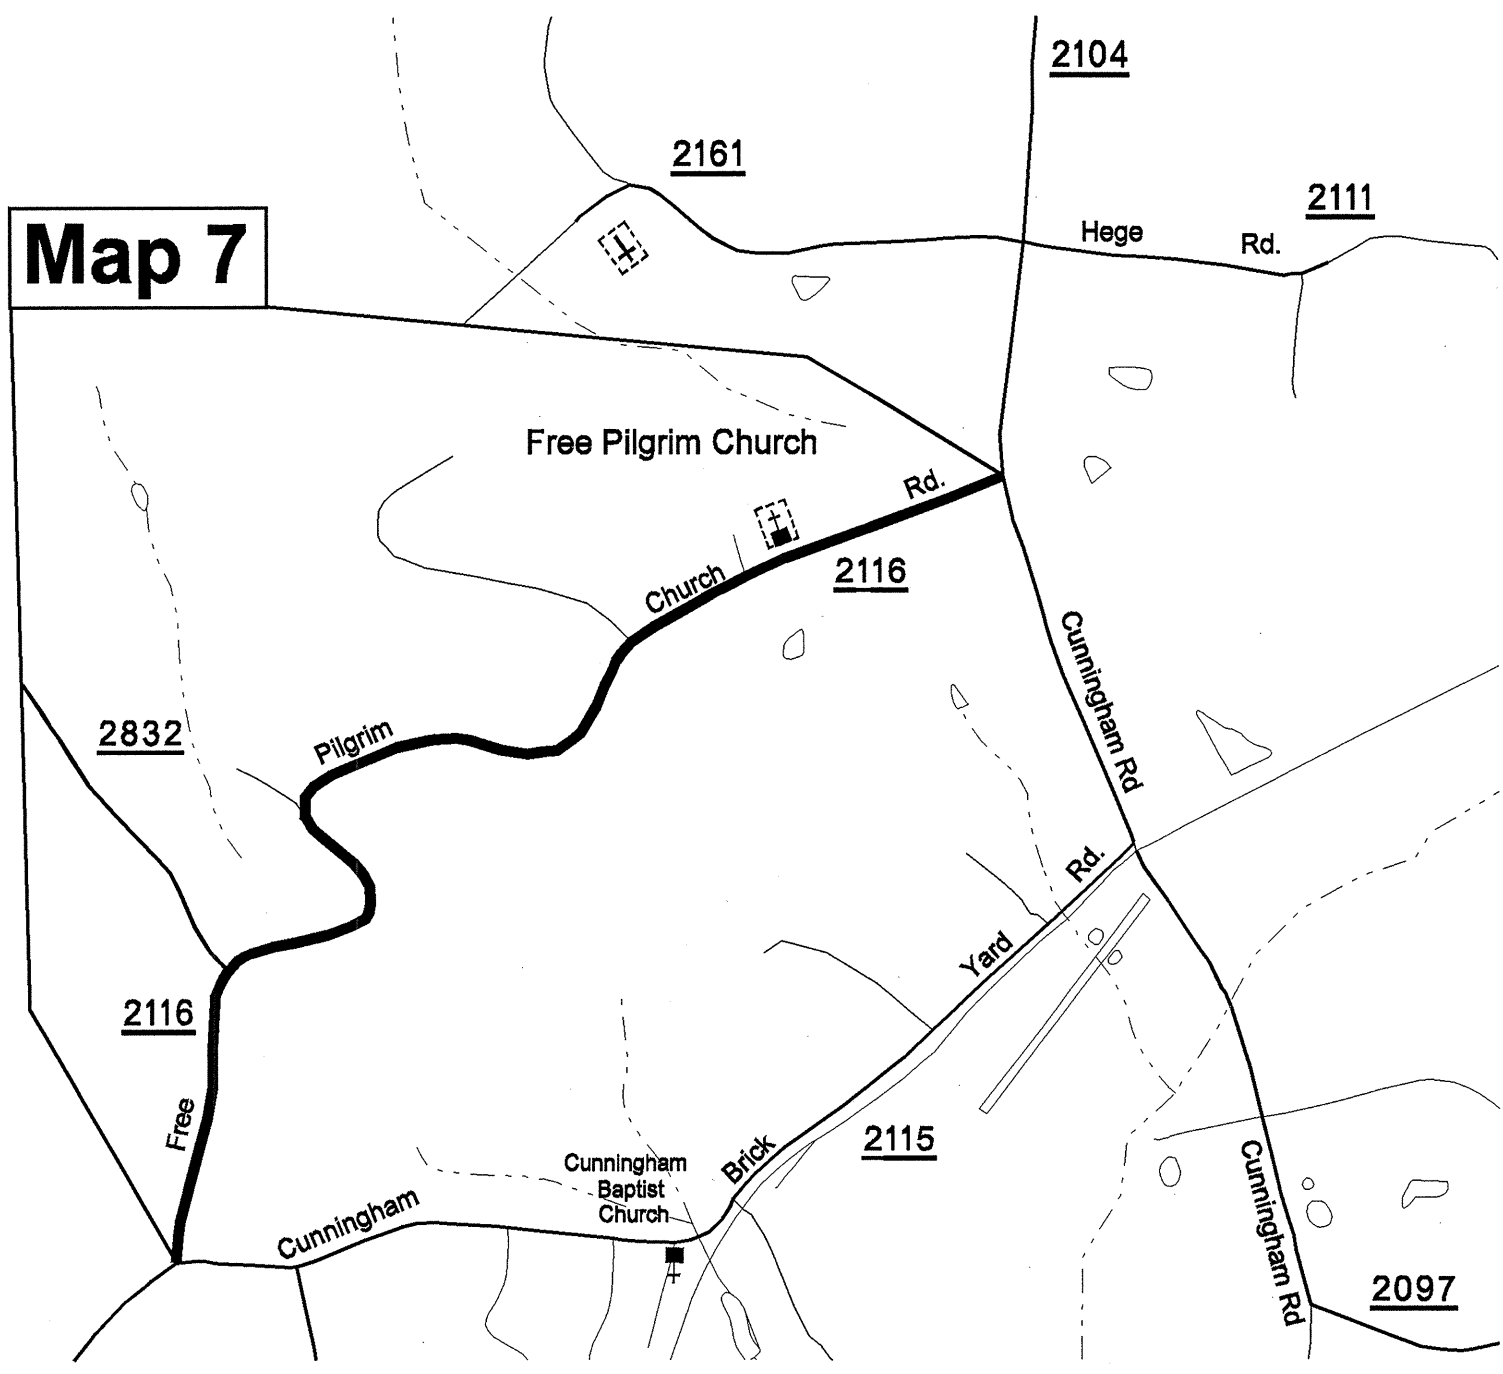 2104
2161
2111
Hege Rd.
Map 7
Free Pilgrim Church
Rd.
Church
2116
Cunningham Rd
2832
Pilgrim
Rd.
Yard
2116
Free
2115
Brick
Cunningham
Baptist
Church
Cunningham
Cunningham Rd
2097